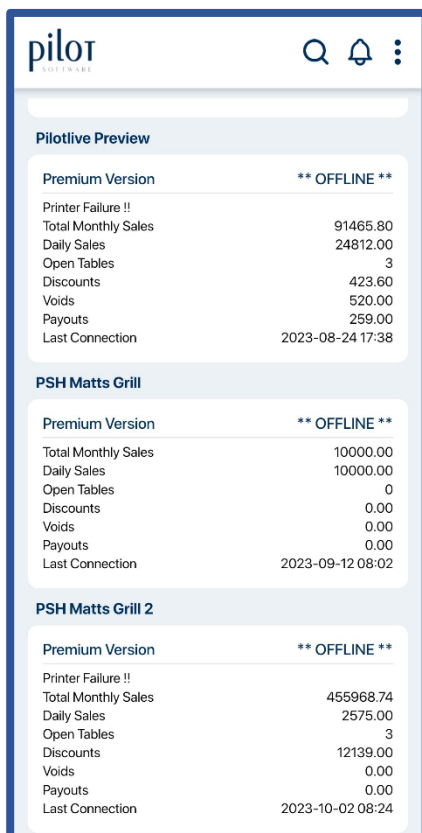 pilot
SOFTWARE
Pilotlive Preview
Premium Version ** OFFLINE **
Printer Failure !!
Total Monthly Sales 91465.80
Daily Sales 24812.00
Open Tables 3
Discounts 423.60
Voids 520.00
Payouts 259.00
Last Connection 2023-08-24 17:38
PSH Matts Grill
Premium Version ** OFFLINE **
Total Monthly Sales 10000.00
Daily Sales 10000.00
Open Tables 0
Discounts 0.00
Voids 0.00
Payouts 0.00
Last Connection 2023-09-12 08:02
PSH Matts Grill 2
Premium Version ** OFFLINE **
Printer Failure !!
Total Monthly Sales 455968.74
Daily Sales 2575.00
Open Tables 3
Discounts 12139.00
Voids 0.00
Payouts 0.00
Last Connection 2023-10-02 08:24